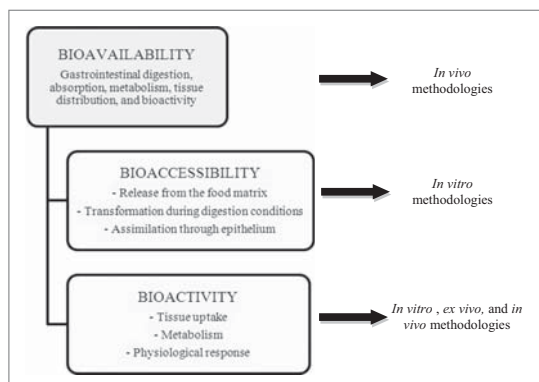 BIOAVAILABILITY
Gastrointestinal digestion,
absorption, metabolism, tissue
distribution, and bioactivity
In vivo
methodologies
BIOACCESSIBILITY
- Release from the food matrix
- Transformation during digestion conditions
- Assimilation through epithelium
In vitro
methodologies
BIOACTIVITY
- Tissue uptake
- Metabolism
- Physiological response
In vitro , ex vivo, and in
vivo methodologies